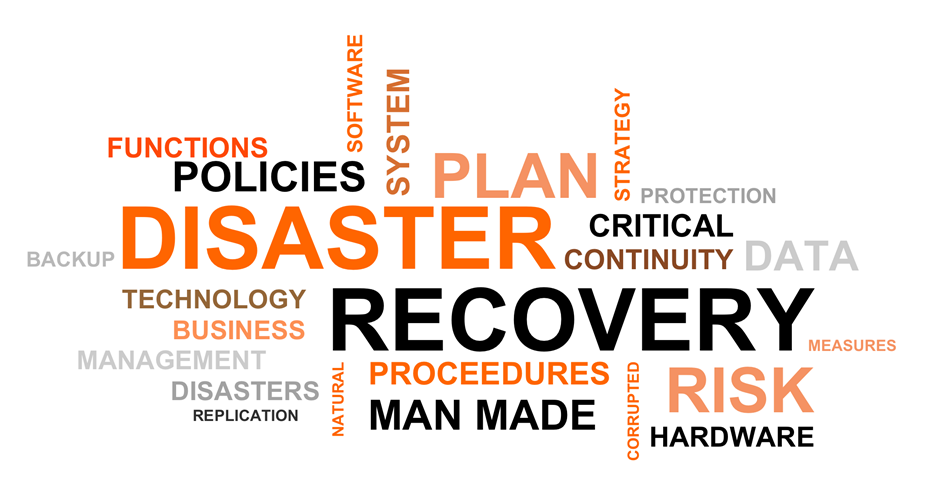 SOFTWARE
SYSTEM
STRATEGY
FUNCTIONS
POLICIES
PLAN
PROTECTION
DISASTER
CRITICAL
BACKUP
CONTINUITY
DATA
TECHNOLOGY
RECOVERY
BUSINESS
MEASURES
MANAGEMENT
NATURAL
PROCEEDURES
CORRUPTED
RISK
DISASTERS
REPLICATION
MAN MADE
HARDWARE